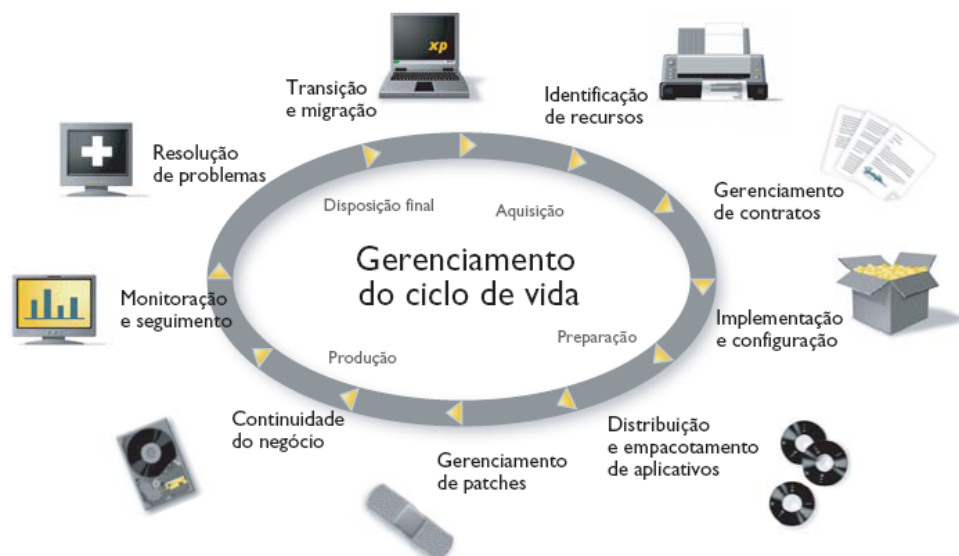 xp
Transição
e migração
Identificação
de recursos
Resolução
de problemas
Gerenciamento
de contratos
Disposição final
Aquisição
Gerenciamento
do ciclo de vida
Monitoração
e seguimento
Implementação
e configuração
Preparação
Produção
Continuidade
do negócio
Distribuição
e empacotamento
de aplicativos
Gerenciamento
de patches